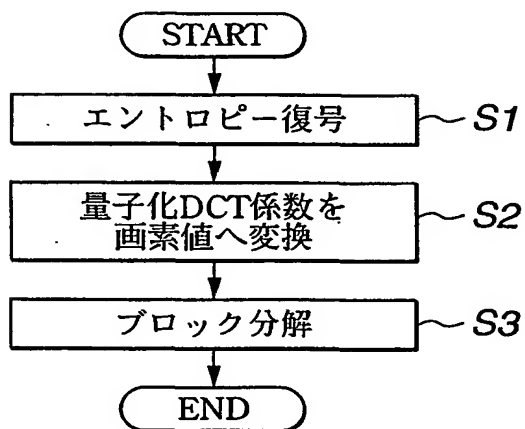 START
エントロピー復号
S1
量子化DCT係数を
画素値へ変換
S2
ブロック分解
S3
END